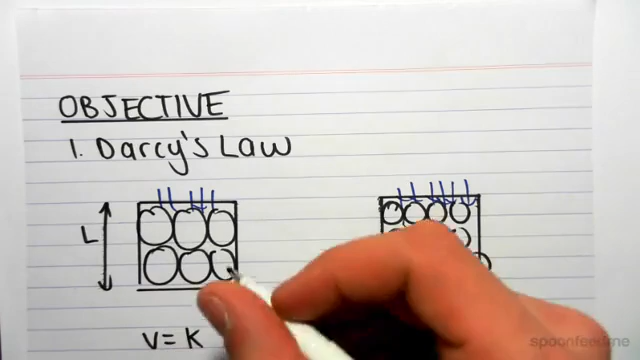 OBJECTIVE
1. Darcy's Law
L
V = K
spoonfeedme